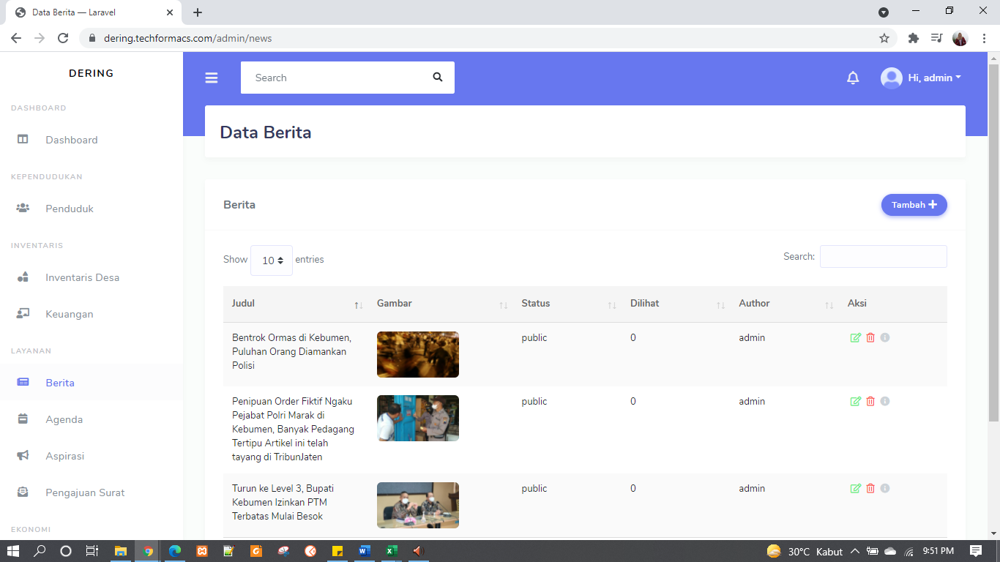 Data Berita — Laravel
dering.techformacs.com/admin/news
DERING
DASHBOARD
Dashboard
KEPENDUDUKAN
Penduduk
INVENTARIS
Inventaris Desa
Keuangan
LAYANAN
Berita
Agenda
Aspirasi
Pengajuan Surat
EKONOMI
Search
Hi, admin
Data Berita
Berita
Tambah
Show 10 entries
Search:
Judul Gambar Status Dilihat Author Aksi
Bentrok Ormas di Kebumen,
Puluhan Orang Diamankan
Polisi
public 0 admin
Penipuan Order Fiktif Ngaku
Pejabat Polri Marak di
Kebumen, Banyak Pedagang
Tertipu Artikel ini telah
tayang di TribunJaten
public 0 admin
Turun ke Level 3, Bupati
Kebumen Izinkan PTM
Terbatas Mulai Besok
public 0 admin
30°C Kabut 9:51 PM